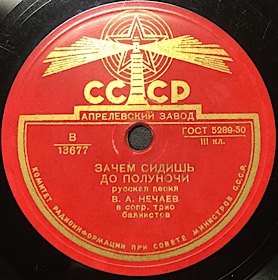 СССР
АПРЕЛЕВСКИЙ ЗАВОД
В
13677
ГОСТ 5289-50
III кл.
ЗАЧЕМ СИДИШЬ
ДО ПОЛУНОЧИ
русская песня
В. А. НЕЧАЕВ
в сопр. трио
баянистов
КОМИТЕТ РАДИОИНФОРМАЦИИ ПРИ СОВЕТЕ МИНИСТРОВ С.С.С.Р.